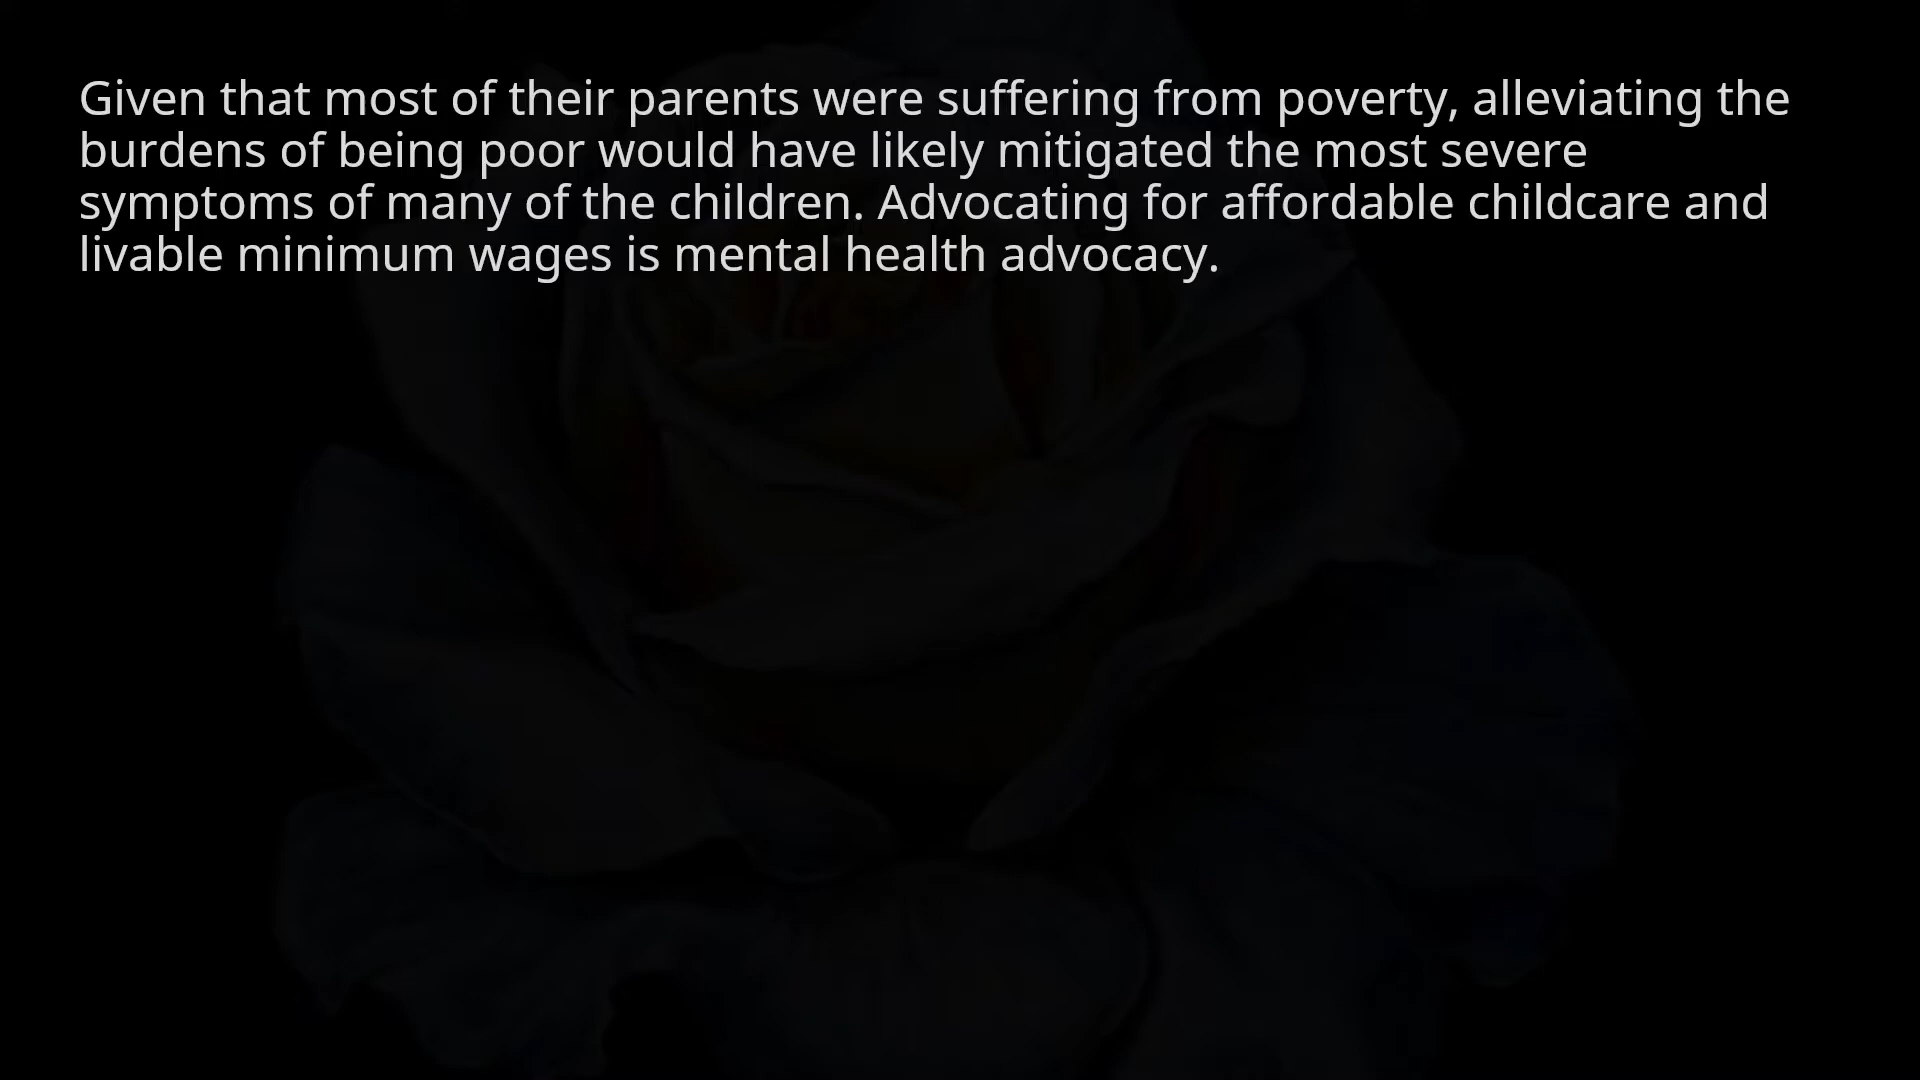 Given that most of their parents were suffering from poverty, alleviating the
burdens of being poor would have likely mitigated the most severe
symptoms of many of the children. Advocating for affordable childcare and
livable minimum wages is mental health advocacy.